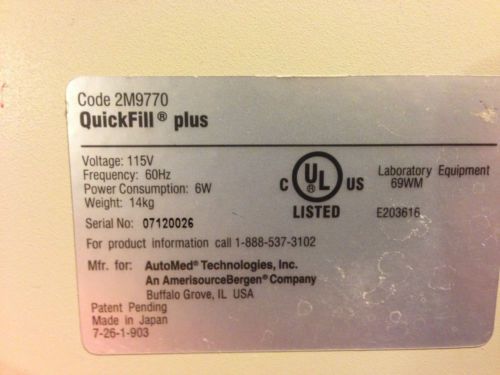 Code 2M9770
QuickFill® plus
Voltage: 115V
Frequency: 60Hz
Power Consumption: 6W
Weight: 14kg
Serial No: 07120026
C UL US
LISTED
Laboratory Equipment
69WM
E203616
For product information call 1-888-537-3102
Mfr. for: AutoMed® Technologies, Inc.
An AmerisourceBergen® Company
Buffalo Grove, IL USA
Patent Pending
Made in Japan
7-26-1-903